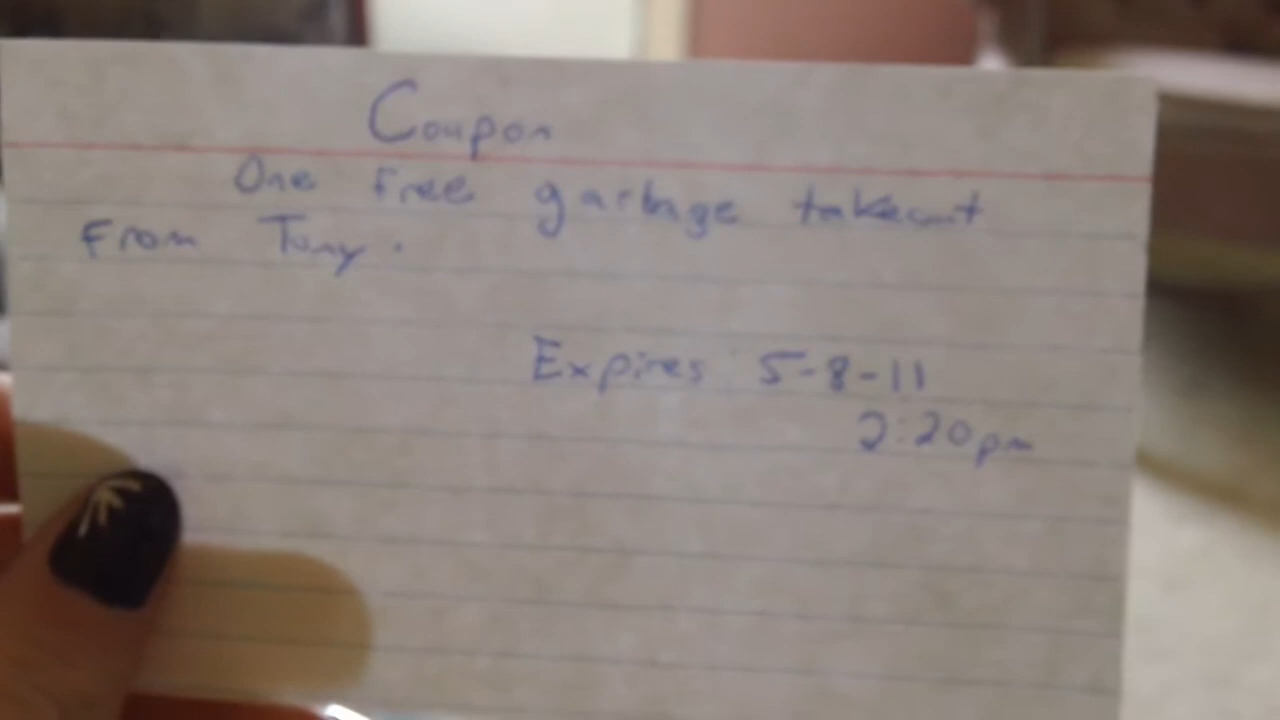 Coupon
One free garbage takeout
From Tony.
Expires 5-8-11
2:20pm